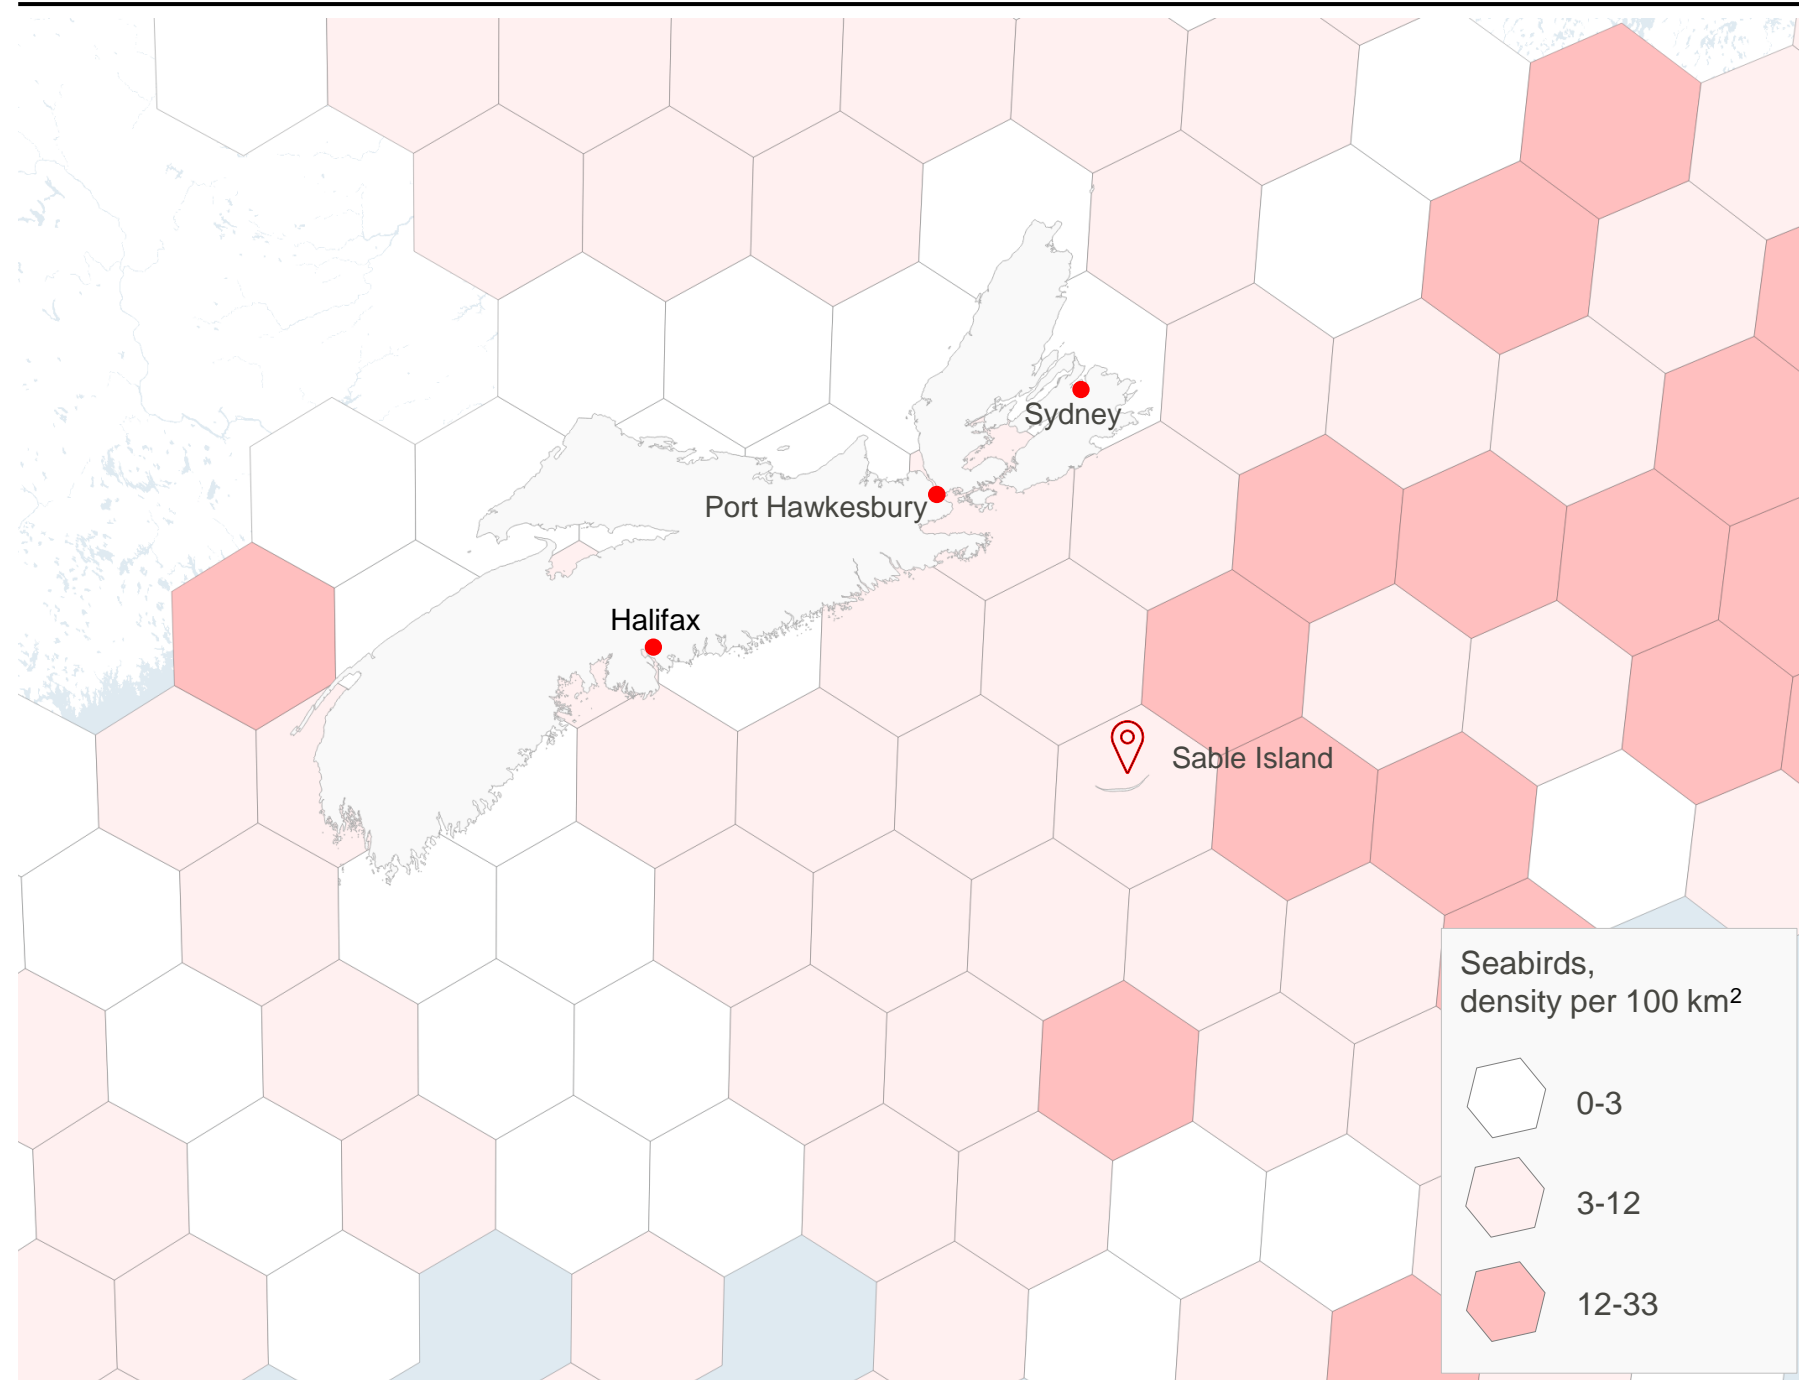 Sydney
Port Hawkesbury
Halifax
Sable Island
Seabirds,
density per 100 km²
0-3
3-12
12-33